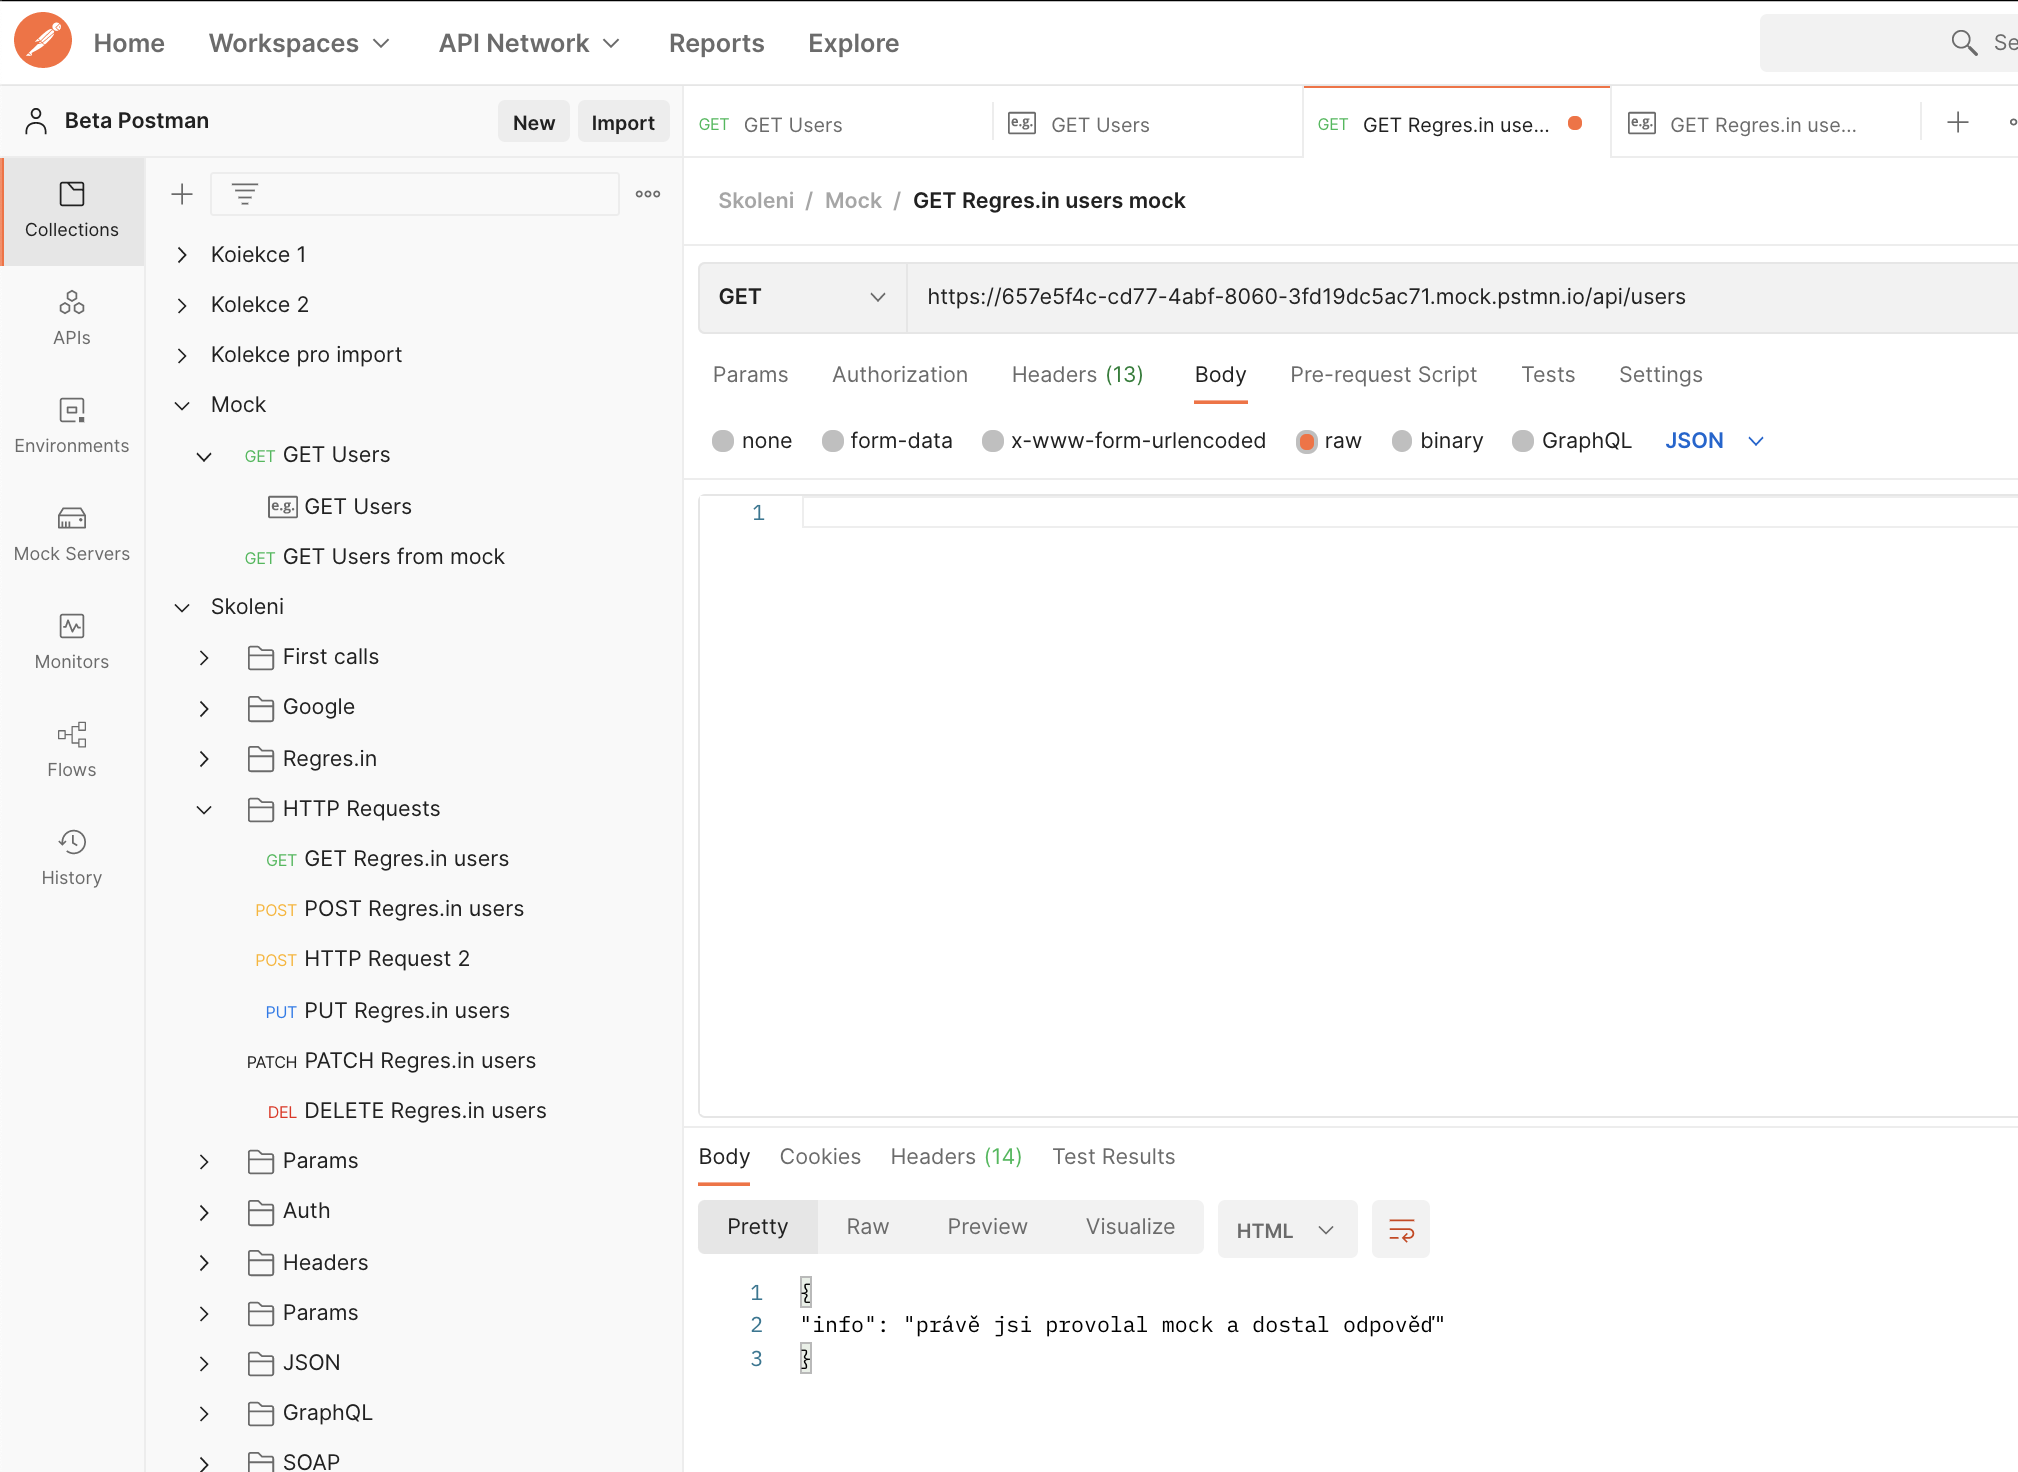 Home Workspaces API Network Reports Explore Se
Beta Postman New Import
GET GET Users
e.g. GET Users
GET GET Regres.in use...
e.g. GET Regres.in use...
Collections
APIs
Environments
Mock Servers
Monitors
Flows
History
Koiekce 1
Kolekce 2
Kolekce pro import
Mock
GET GET Users
e.g. GET Users
GET GET Users from mock
Skoleni
First calls
Google
Regres.in
HTTP Requests
GET GET Regres.in users
POST POST Regres.in users
POST HTTP Request 2
PUT PUT Regres.in users
PATCH PATCH Regres.in users
DEL DELETE Regres.in users
Params
Auth
Headers
Params
JSON
GraphQL
SOAP
Skoleni / Mock / GET Regres.in users mock
GET https://657e5f4c-cd77-4abf-8060-3fd19dc5ac71.mock.pstmn.io/api/users
Params Authorization Headers (13) Body Pre-request Script Tests Settings
none form-data x-www-form-urlencoded raw binary GraphQL JSON
1
Body Cookies Headers (14) Test Results
Pretty Raw Preview Visualize HTML
1 {
2 "info": "právě jsi provolal mock a dostal odpověď"
3 }